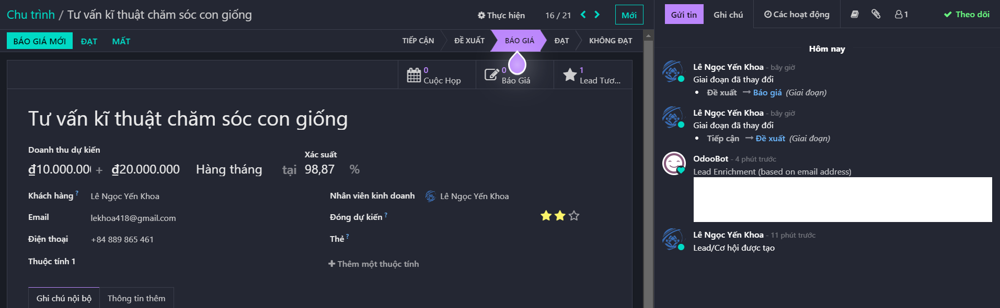 Chu trình / Tư vấn kĩ thuật chăm sóc con giống
Thực hiện
16 / 21
Mới
BÁO GIÁ MỚI
ĐẠT
MẤT
TIẾP CẬN
ĐỀ XUẤT
BÁO GIÁ
ĐẠT
KHÔNG ĐẠT
0
Cuộc Họp
0
Báo Giá
1
Lead Tươ...
Tư vấn kĩ thuật chăm sóc con giống
Doanh thu dự kiến
Xác suất
₫10.000.00 + ₫20.000.000 Hàng tháng tại 98,87 %
Khách hàng ? Lê Ngọc Yến Khoa
Email lekhoa418@gmail.com
Điện thoại +84 889 865 461
Thuộc tính 1
Nhân viên kinh doanh Lê Ngọc Yến Khoa
Đóng dự kiến ?
Thẻ ?
Thêm một thuộc tính
Ghi chú nội bộ
Thông tin thêm
Gửi tin
Ghi chú
Các hoạt động
1
Theo dõi
Hôm nay
Lê Ngọc Yến Khoa - bây giờ
Giai đoạn đã thay đổi
• Đề xuất → Báo giá (Giai đoạn)
Lê Ngọc Yến Khoa - bây giờ
Giai đoạn đã thay đổi
• Tiếp cận → Đề xuất (Giai đoạn)
OdooBot - 4 phút trước
Lead Enrichment (based on email address)
Lê Ngọc Yến Khoa - 11 phút trước
Lead/Cơ hội được tạo